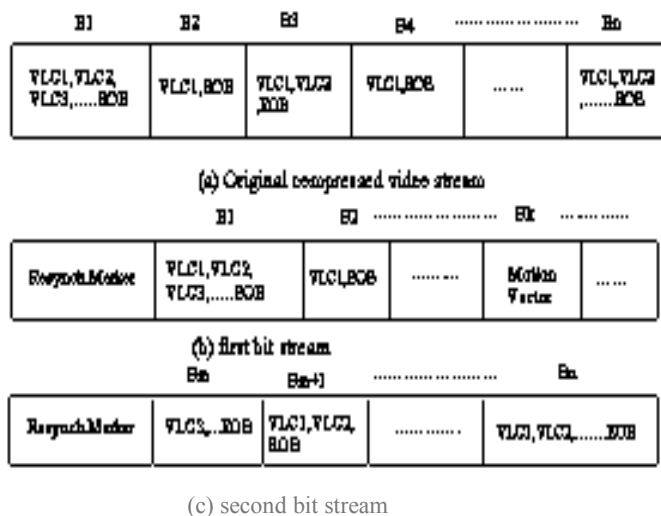 B1 B2 B3 B4 ........................ Bn
VLC1,VLC2, VLC3,.....EOB
VLC1,EOB
VLC1,VLC2 ,EOB
VLC1,EOB
......
VLC1,VLC2 ,.......EOB
(a) Original compressed video stream
B1 B2 ........................ ............
Resynch Marker
VLC1,VLC2, VLC3,.....EOB
VLC1,EOB
.........
Motion Vector
......
(b) first bit stream
Bm Bm+1 ........................ Bn
Resynch Marker
VLC3,...EOB
VLC1,VLC2, EOB
.............
VLC1,VLC2,.......EOB
(c) second bit stream